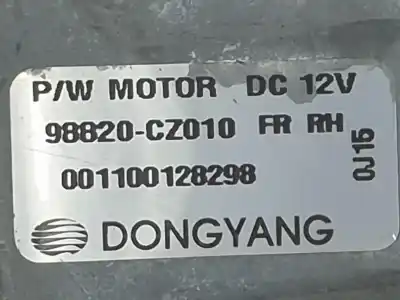 P/W MOTOR DC 12V
98820-CZ010 FR RH
001100128298
0J15
DONGYANG